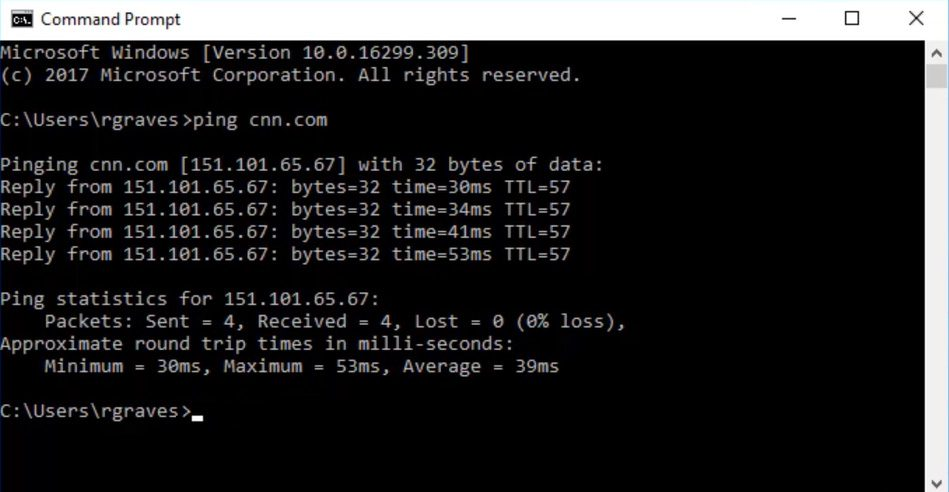 Command Prompt
Microsoft Windows [Version 10.0.16299.309]
(c) 2017 Microsoft Corporation. All rights reserved.
C:\Users\rgraves>ping cnn.com
Pinging cnn.com [151.101.65.67] with 32 bytes of data:
Reply from 151.101.65.67: bytes=32 time=30ms TTL=57
Reply from 151.101.65.67: bytes=32 time=34ms TTL=57
Reply from 151.101.65.67: bytes=32 time=41ms TTL=57
Reply from 151.101.65.67: bytes=32 time=53ms TTL=57
Ping statistics for 151.101.65.67:
    Packets: Sent = 4, Received = 4, Lost = 0 (0% loss),
Approximate round trip times in milli-seconds:
    Minimum = 30ms, Maximum = 53ms, Average = 39ms
C:\Users\rgraves>